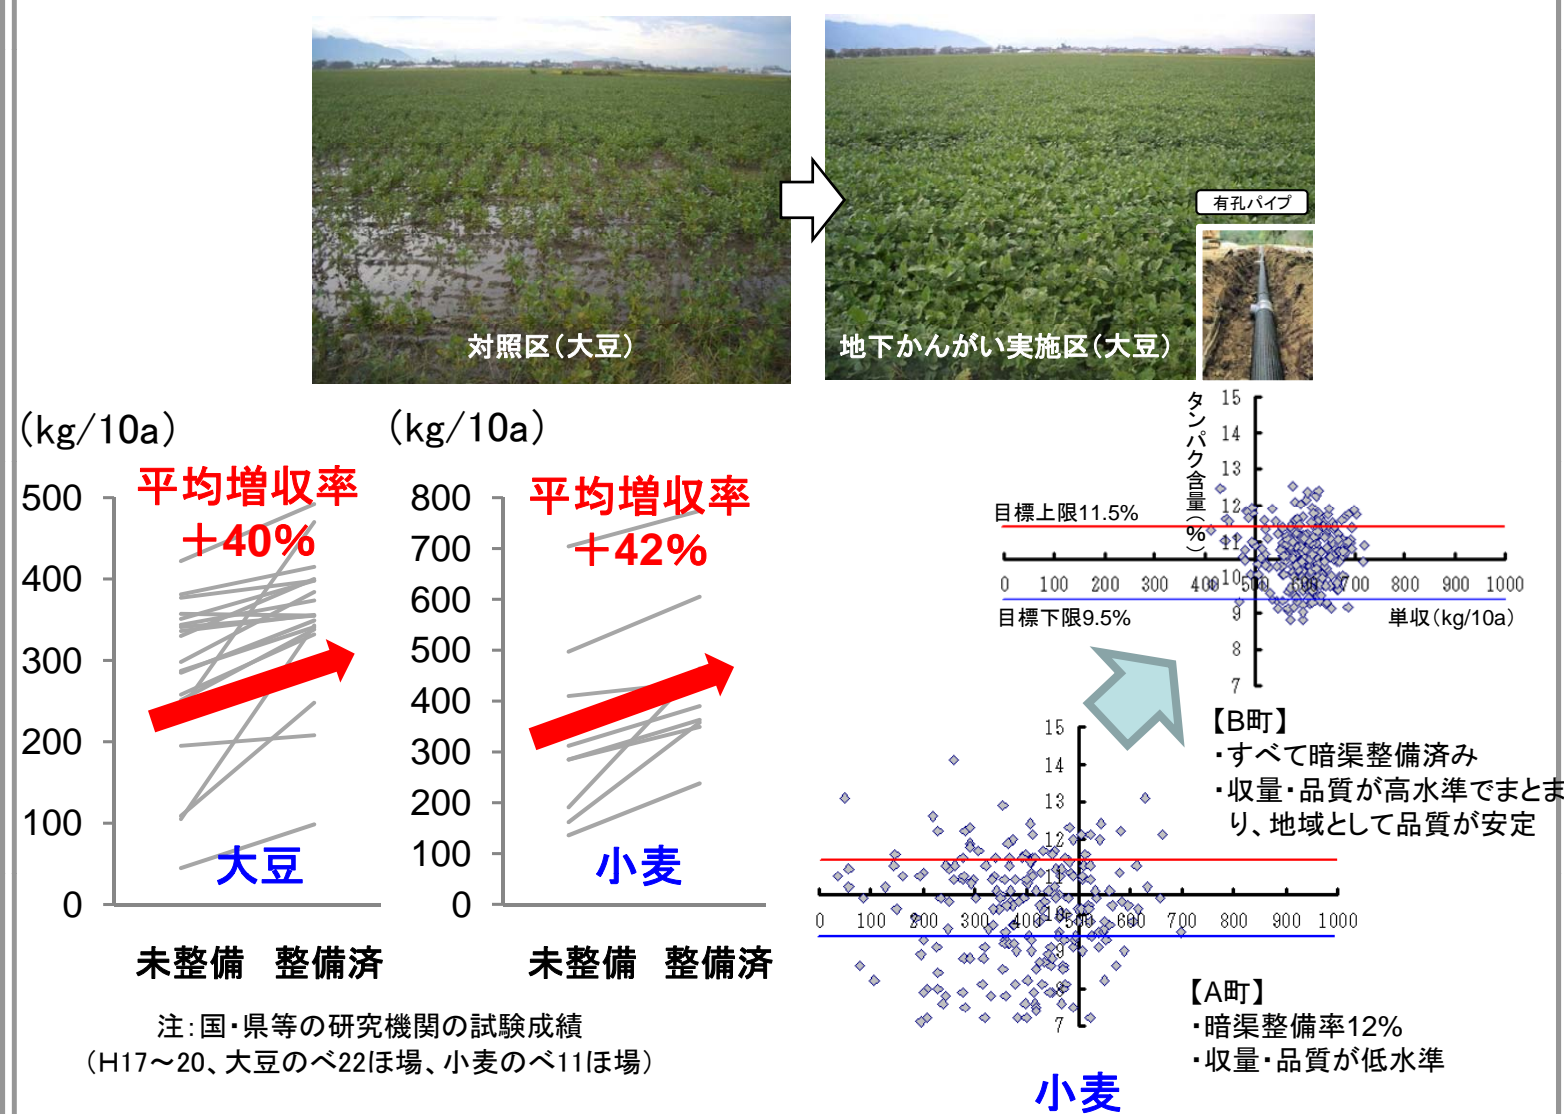 対照区(大豆)
地下かんがい実施区(大豆)
有孔パイプ
(kg/10a)
平均増収率
+40%
500
400
300
200
100
0
大豆
未整備 整備済
(kg/10a)
平均増収率
+42%
800
700
600
500
400
300
200
100
0
小麦
未整備 整備済
注:国・県等の研究機関の試験成績
(H17~20、大豆のべ22ほ場、小麦のべ11ほ場)
タンパク含量(%)
15
14
13
12
11
10
9
8
7
目標上限11.5%
0 100 200 300 400 500 600 700 800 900 1000
目標下限9.5%
単収(kg/10a)
【B町】
・すべて暗渠整備済み
・収量・品質が高水準でまとま
り、地域として品質が安定
15
14
13
12
11
10
9
8
7
0 100 200 300 400 500 600 700 800 900 1000
【A町】
・暗渠整備率12%
・収量・品質が低水準
小麦